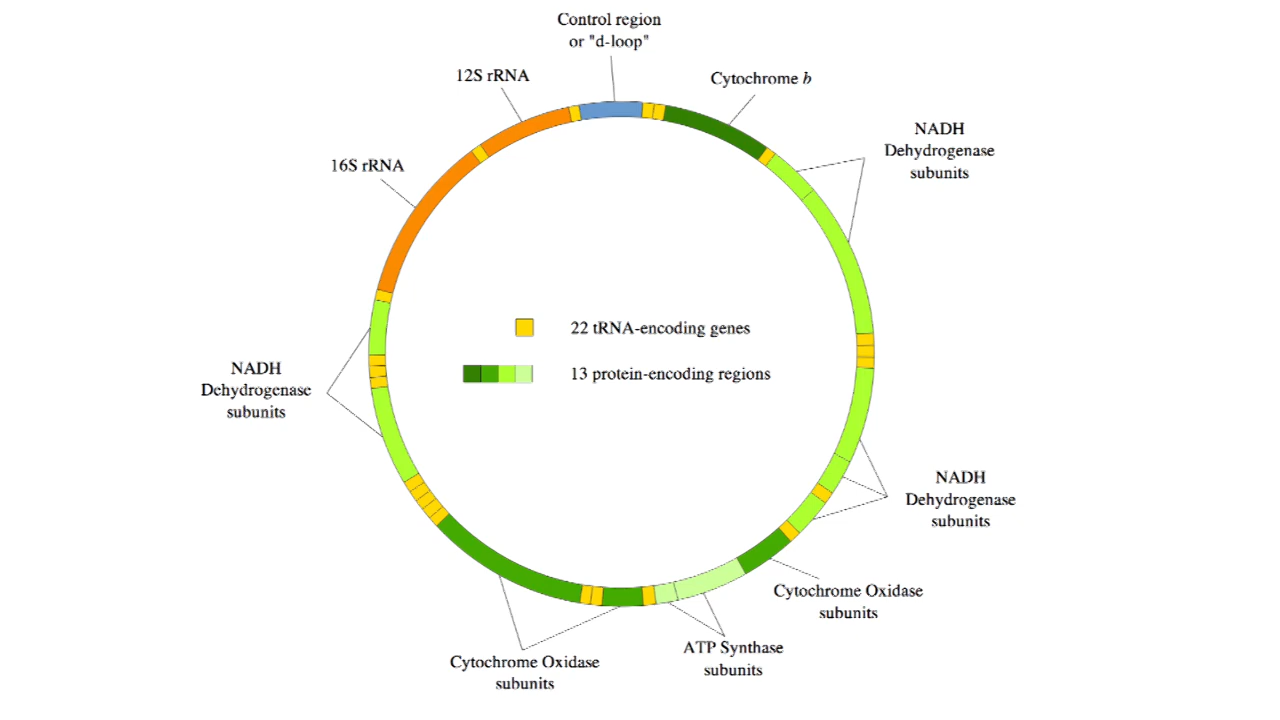 Control region
or "d-loop"
12S rRNA
Cytochrome b
NADH
Dehydrogenase
subunits
16S rRNA
22 tRNA-encoding genes
13 protein-encoding regions
NADH
Dehydrogenase
subunits
NADH
Dehydrogenase
subunits
Cytochrome Oxidase
subunits
ATP Synthase
subunits
Cytochrome Oxidase
subunits